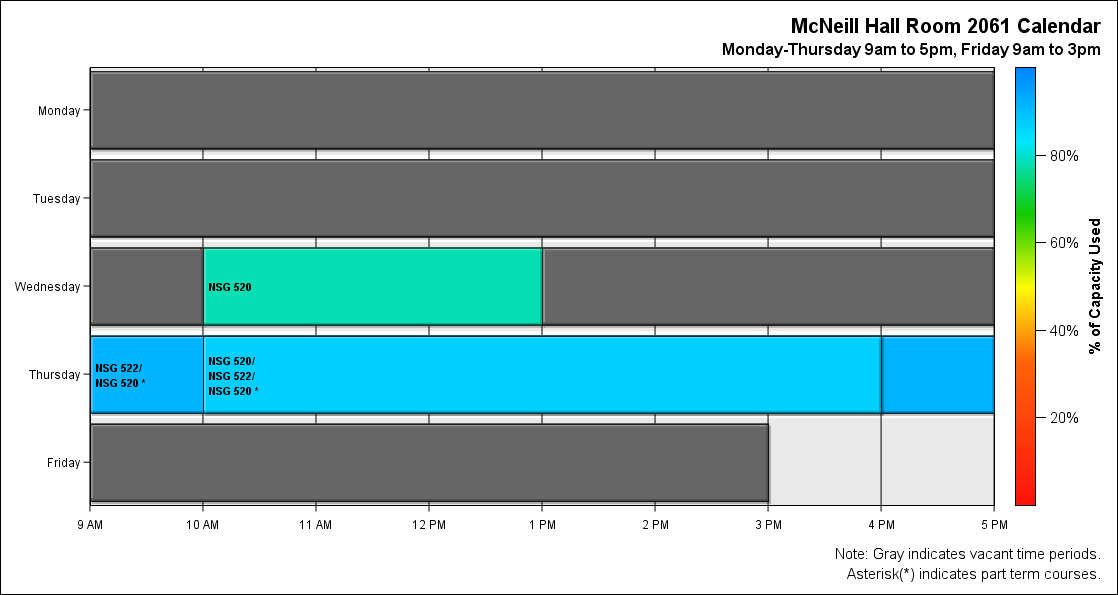 McNeill Hall Room 2061 Calendar
Monday-Thursday 9am to 5pm, Friday 9am to 3pm
Monday
Tuesday
Wednesday
NSG 520
Thursday
NSG 522/
NSG 520 *
NSG 520/
NSG 522/
NSG 520 *
Friday
9 AM
10 AM
11 AM
12 PM
1 PM
2 PM
3 PM
4 PM
5 PM
80%
60%
40%
20%
% of Capacity Used
Note: Gray indicates vacant time periods.
Asterisk(*) indicates part term courses.